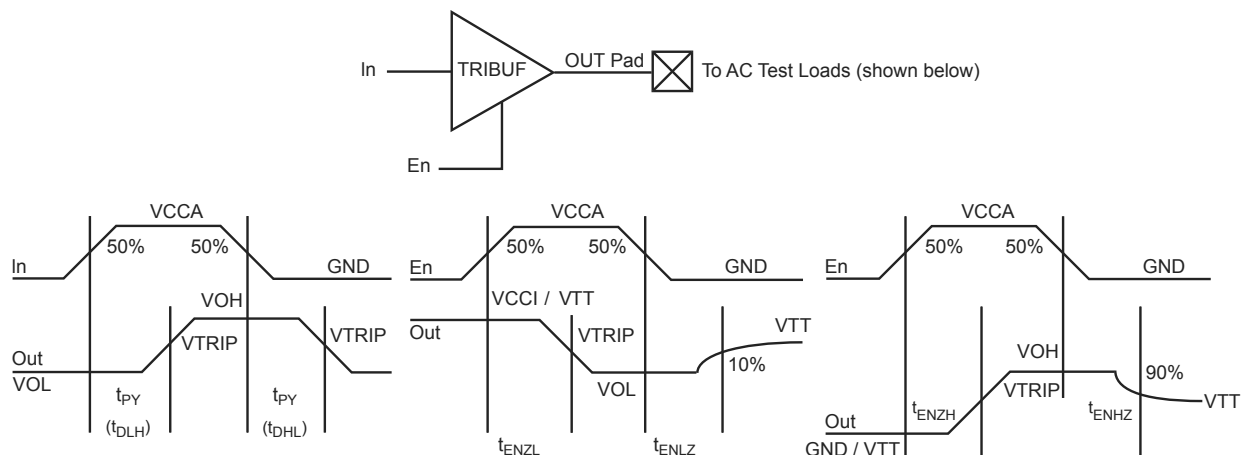 In
TRIBUF
OUT Pad
To AC Test Loads (shown below)
En
In
VCCA
50%
50%
GND
Out
VOL
VOH
VTRIP
VTRIP
tPY
(tDLH)
tPY
(tDHL)
En
VCCA
50%
50%
GND
VCCI / VTT
Out
VTRIP
VOL
VTT
10%
tENZL
tENLZ
En
VCCA
50%
50%
GND
VOH
VTRIP
90%
VTT
Out
GND / VTT
tENZH
tENHZ